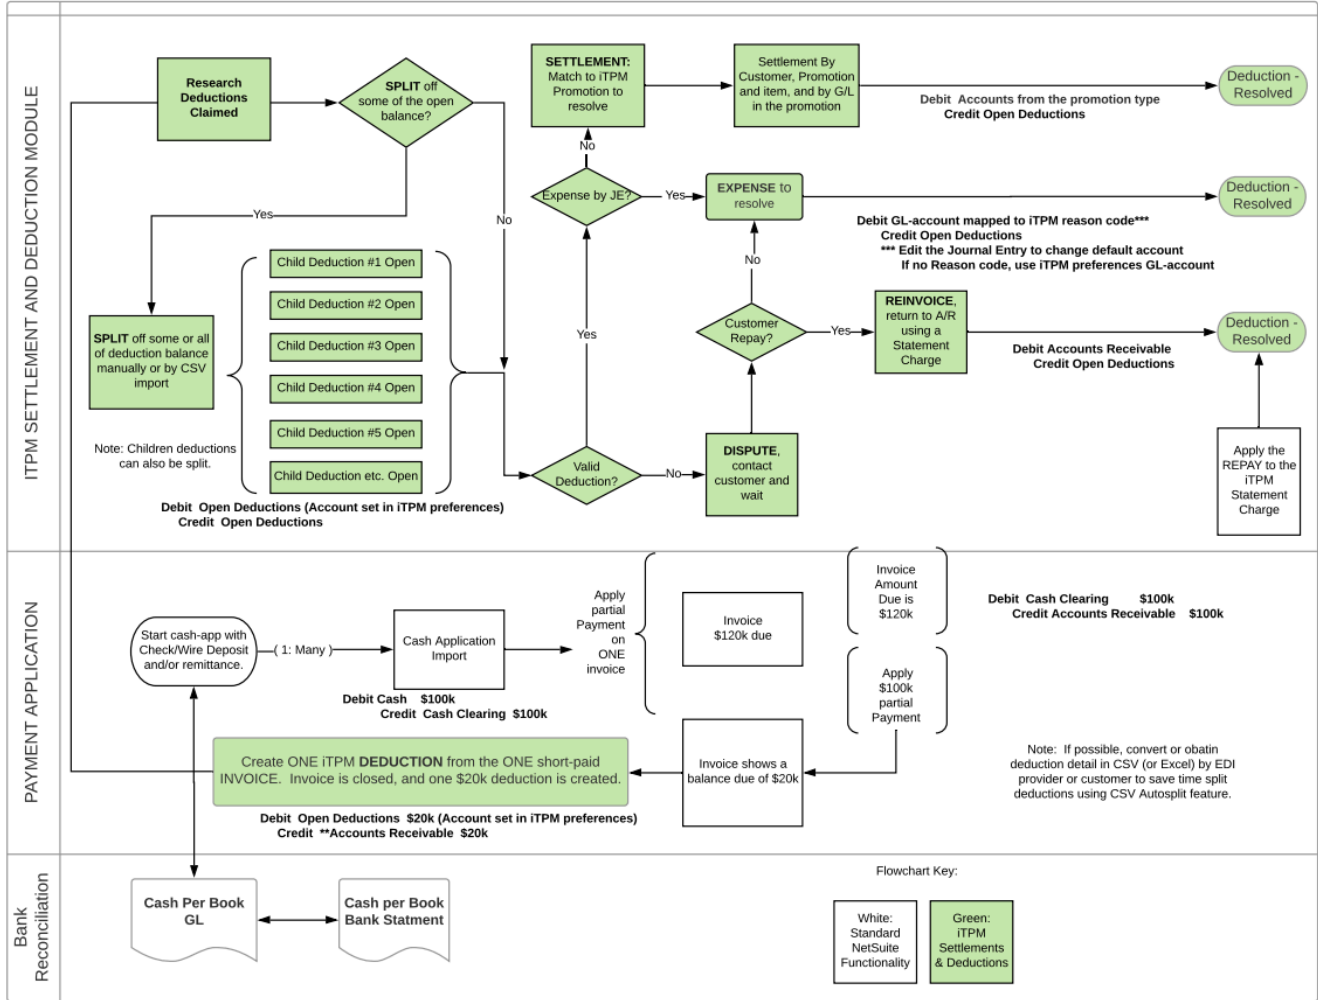 ITPM SETTLEMENT AND DEDUCTION MODULE
Research
Deductions
Claimed
SPLIT off
some of the open
balance?
SETTLEMENT:
Match to iTPM
Promotion to
resolve
Settlement By
Customer, Promotion
and item, and by G/L
in the promotion
Debit  Accounts from the promotion type
Credit Open Deductions
Deduction -
Resolved
No
Expense by JE?
Yes
EXPENSE to
resolve
Deduction -
Resolved
Debit GL-account mapped to iTPM reason code***
Credit Open Deductions
*** Edit the Journal Entry to change default account
If no Reason code, use iTPM preferences GL-account
Yes
No
No
Child Deduction #1 Open
Child Deduction #2 Open
Child Deduction #3 Open
Child Deduction #4 Open
Child Deduction #5 Open
Child Deduction etc. Open
SPLIT off some or all
of deduction balance
manually or by CSV
import
Note: Children deductions
can also be split.
Debit  Open Deductions (Account set in iTPM preferences)
Credit  Open Deductions
Yes
Customer
Repay?
Yes
REINVOICE,
return to A/R
using a
Statement
Charge
Debit Accounts Receivable
Credit Open Deductions
Deduction -
Resolved
Valid
Deduction?
No
DISPUTE,
contact
customer and
wait
Apply the
REPAY to the
iTPM
Statement
Charge
PAYMENT APPLICATION
Start cash-app with
Check/Wire Deposit
and/or remittance.
( 1: Many )
Cash Application
Import
Debit Cash    $100k
Credit  Cash Clearing  $100k
Apply
partial
Payment
on
ONE
invoice
Invoice
$120k due
Invoice
Amount
Due is
$120k
Debit  Cash Clearing         $100k
Credit Accounts Receivable    $100k
Apply
$100k
partial
Payment
Invoice shows a
balance due of $20k
Create ONE iTPM DEDUCTION from the ONE short-paid
INVOICE.  Invoice is closed, and one $20k deduction is created.
Debit  Open Deductions  $20k (Account set in iTPM preferences)
Credit  **Accounts Receivable  $20k
Note:  If possible, convert or obatin
deduction detail in CSV (or Excel) by EDI
provider or customer to save time split
deductions using CSV Autosplit feature.
Bank
Reconciliation
Cash Per Book
GL
Cash per Book
Bank Statment
Flowchart Key:
White:
Standard
NetSuite
Functionality
Green:
iTPM
Settlements
& Deductions